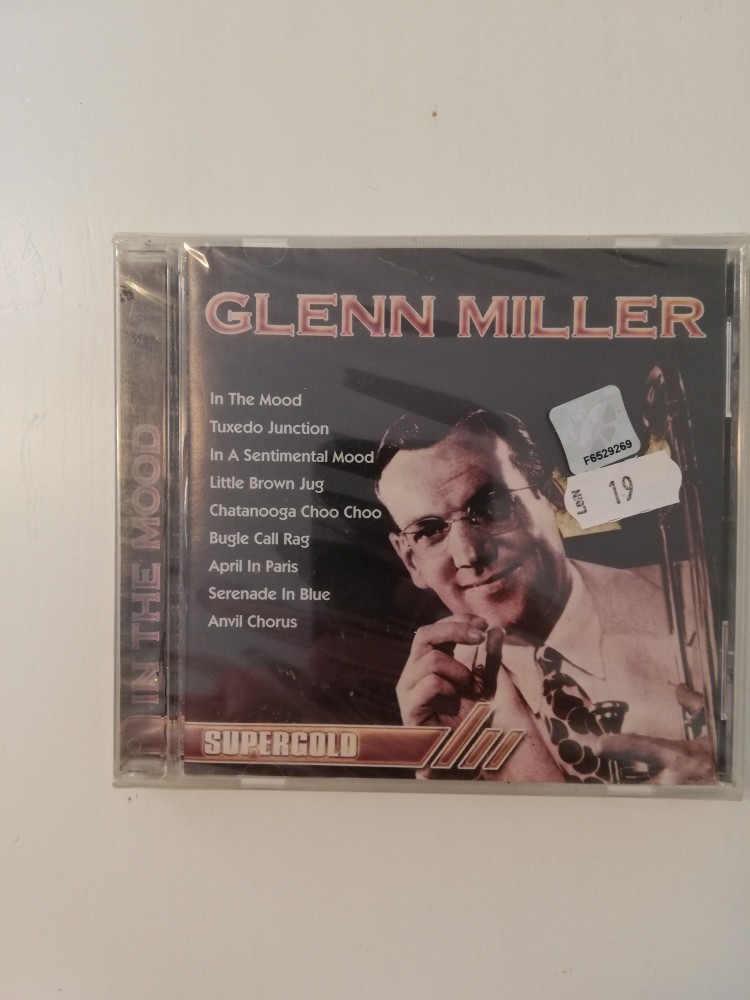 GLENN MILLER
In The Mood
Tuxedo Junction
In A Sentimental Mood
Little Brown Jug
Chatanooga Choo Choo
Bugle Call Rag
April In Paris
Serenade In Blue
Anvil Chorus
F6529269
Lei/V 19
SUPERGOLD
IN THE MOOD